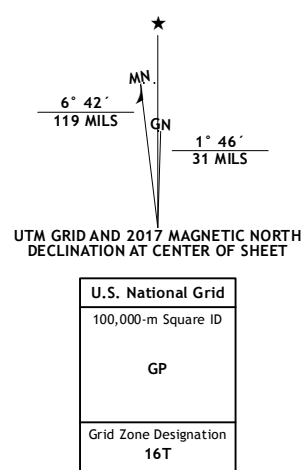 ★
MN.
6° 42´
119 MILS
GN
1° 46´
31 MILS
UTM GRID AND 2017 MAGNETIC NORTH
DECLINATION AT CENTER OF SHEET
U.S. National Grid
100,000-m Square ID
GP
Grid Zone Designation
16T